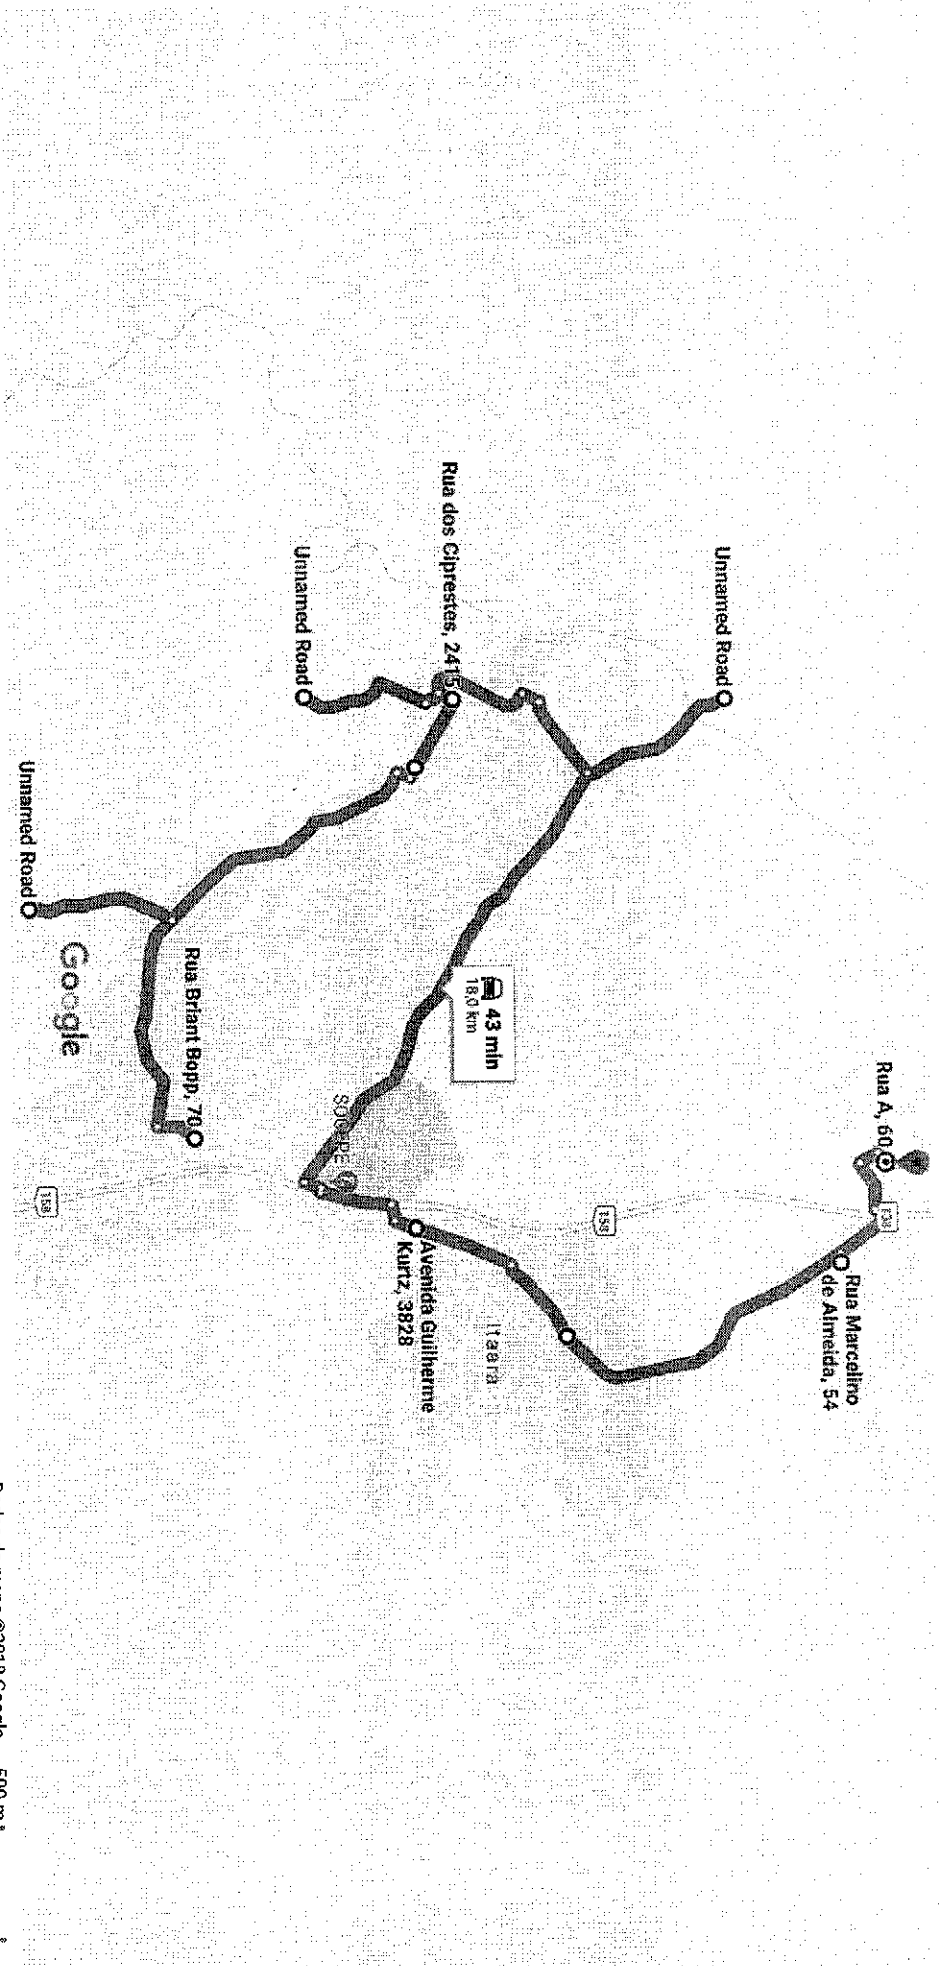 Rua A, 60
138
Rua Marcelino
de Almeida, 54
Unnamed Road
158
43 min
18,0 km
Itaara
Rua dos Ciprestes, 2415
Avenida Guilherme
Kurtz, 3828
Unnamed Road
Rua Briant Bopp, 70
Google
158
Unnamed Road